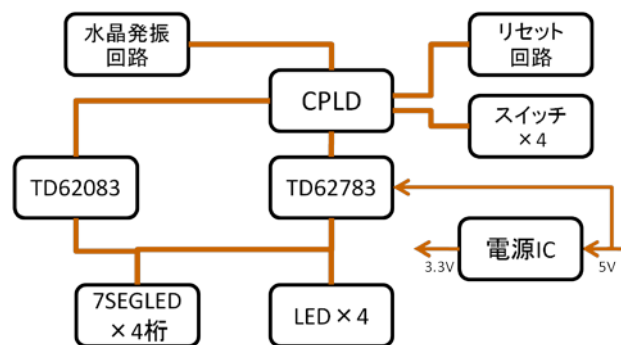 水晶発振
回路
リセット
回路
CPLD
スイッチ
×4
TD62083
TD62783
電源IC
3.3V
5V
7SEGLED
×4桁
LED×4